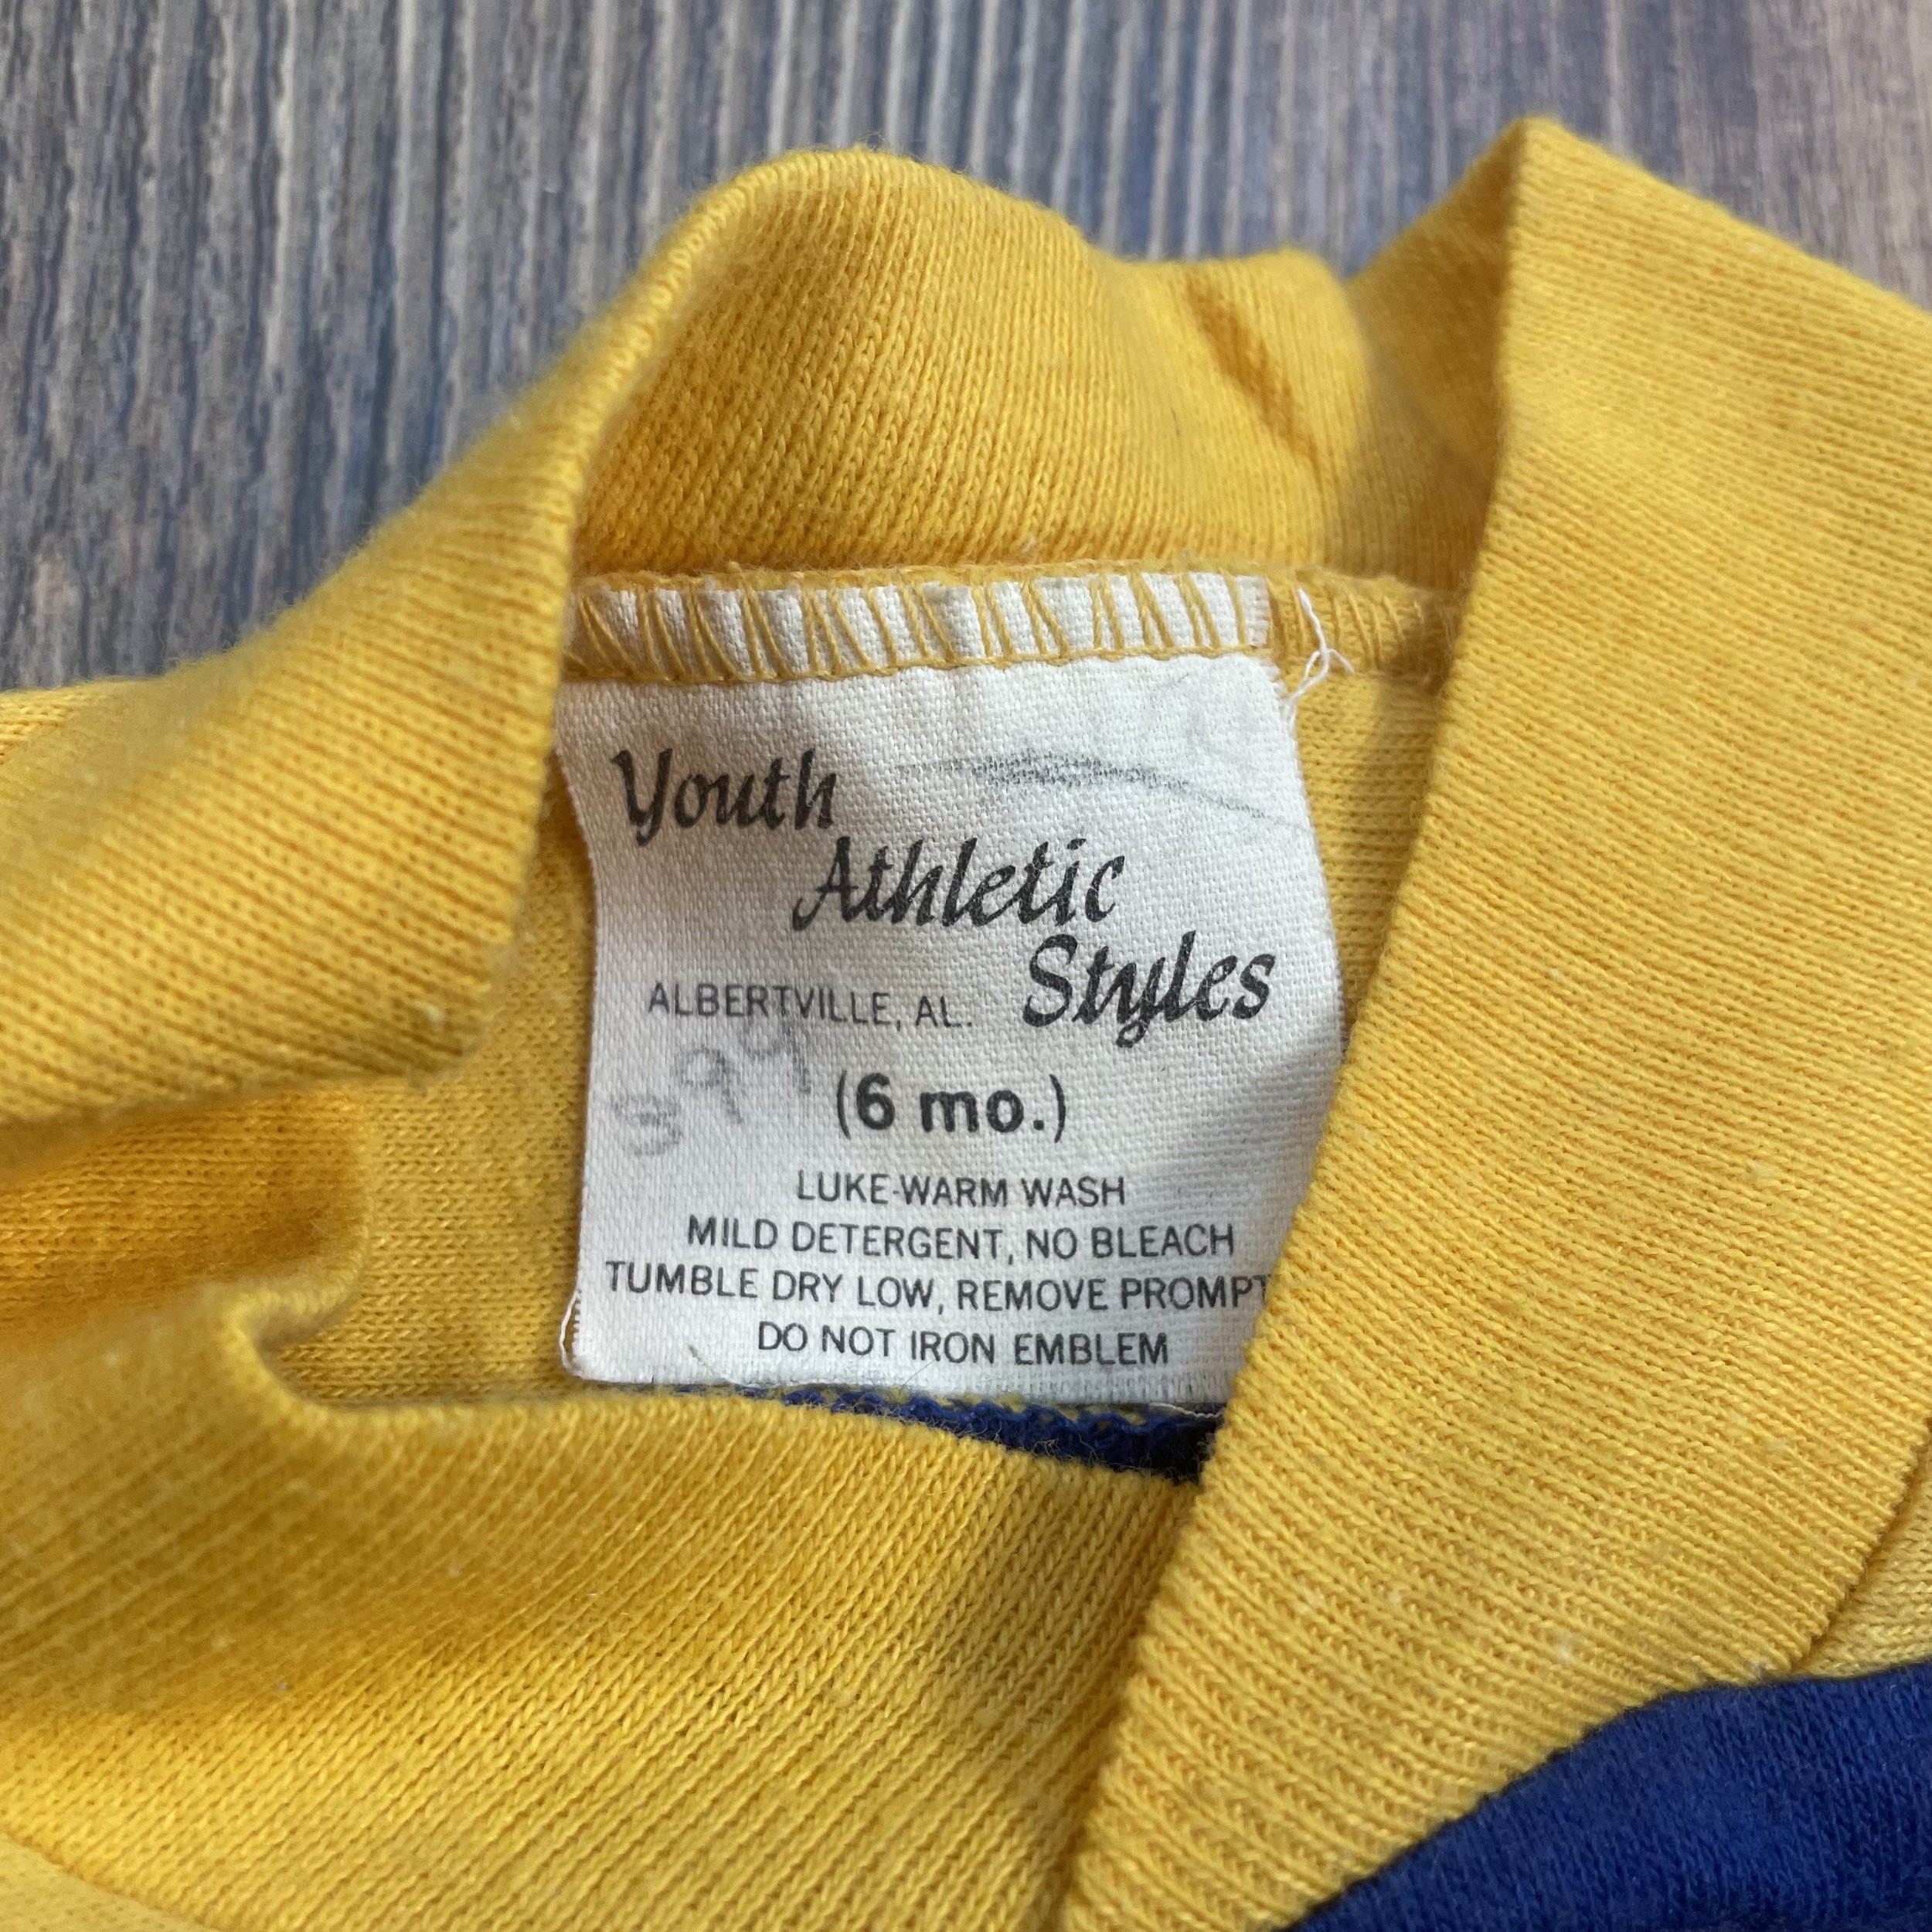 Youth
Athletic
Styles
ALBERTVILLE, AL.
399
(6 mo.)
LUKE-WARM WASH
MILD DETERGENT, NO BLEACH
TUMBLE DRY LOW, REMOVE PROMPT
DO NOT IRON EMBLEM